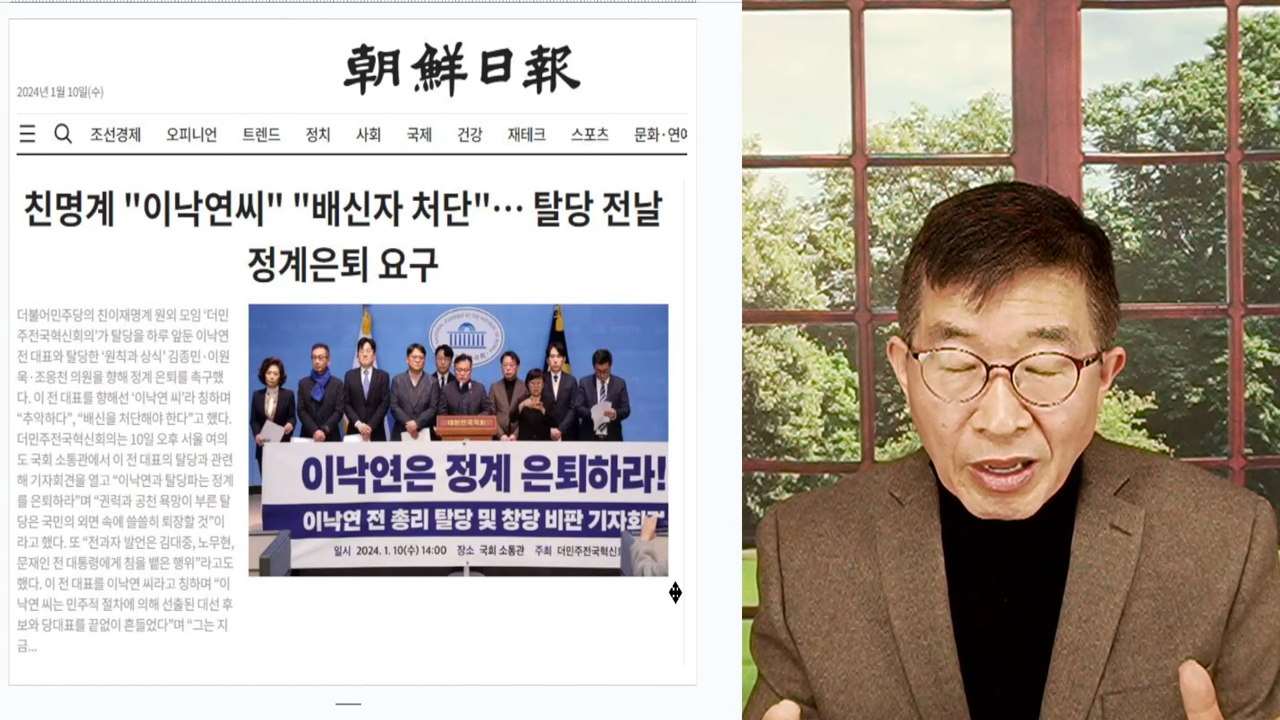 朝鮮日報
2024년 1월 10일(수)
조선경제 오피니언 트렌드 정치 사회 국제 건강 재테크 스포츠 문화·연예
친명계 "이낙연씨" "배신자 처단"… 탈당 전날
정계은퇴 요구
더불어민주당의 친이재명계 원외 모임 '더민
주전국혁신회의'가 탈당을 하루 앞둔 이낙연
전 대표와 탈당한 '원칙과 상식' 김종민·이원
욱·조응천 의원을 향해 정계 은퇴를 촉구했
다. 이 전 대표를 향해선 '이낙연 씨'라 칭하며
"추악하다", "배신을 처단해야 한다"고 했다.
더민주전국혁신회의는 10일 오후 서울 여의
도 국회 소통관에서 이 전 대표의 탈당과 관련
해 기자회견을 열고 "이낙연과 탈당파는 정계
를 은퇴하라"며 "권력과 공천 욕망이 부른 탈
당은 국민의 외면 속에 쓸쓸히 퇴장할 것"이
라고 했다. 또 "전과자 발언은 김대중, 노무현,
문재인 전 대통령에게 침을 뱉은 행위"라고도
했다. 이 전 대표를 이낙연 씨라고 칭하며 "이
낙연 씨는 민주적 절차에 의해 선출된 대선 후
보와 당대표를 끝없이 흔들었다"며 "그는 지
금...
대한민국국회
이낙연은 정계 은퇴하라!
이낙연 전 총리 탈당 및 창당 비판 기자회견
일시 2024. 1. 10(수) 14:00 장소 국회 소통관 주최 더민주전국혁신